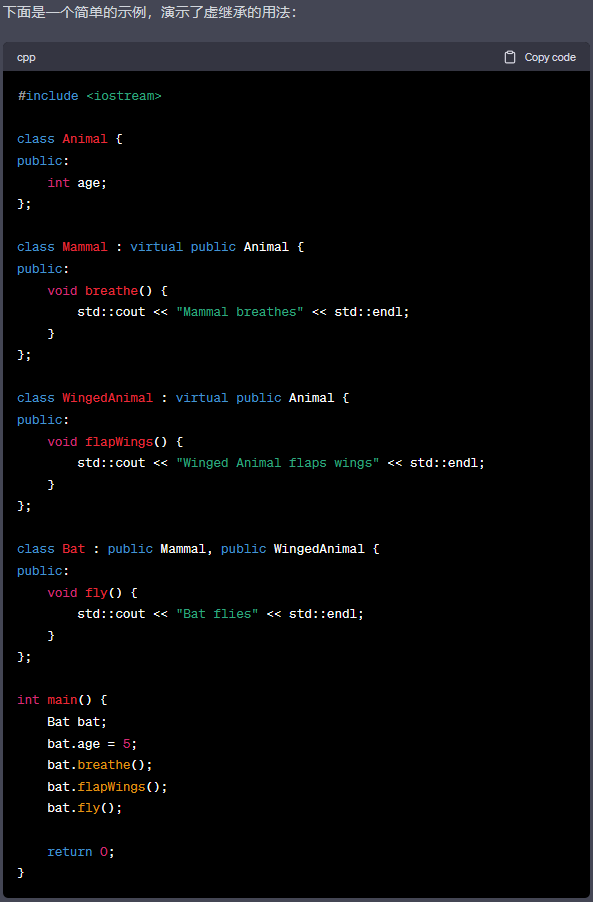 下面是一个简单的示例，演示了虚继承的用法：
cpp
Copy code
#include <iostream>
class Animal {
public:
    int age;
};
class Mammal : virtual public Animal {
public:
    void breathe() {
        std::cout << "Mammal breathes" << std::endl;
    }
};
class WingedAnimal : virtual public Animal {
public:
    void flapWings() {
        std::cout << "Winged Animal flaps wings" << std::endl;
    }
};
class Bat : public Mammal, public WingedAnimal {
public:
    void fly() {
        std::cout << "Bat flies" << std::endl;
    }
};
int main() {
    Bat bat;
    bat.age = 5;
    bat.breathe();
    bat.flapWings();
    bat.fly();
    return 0;
}